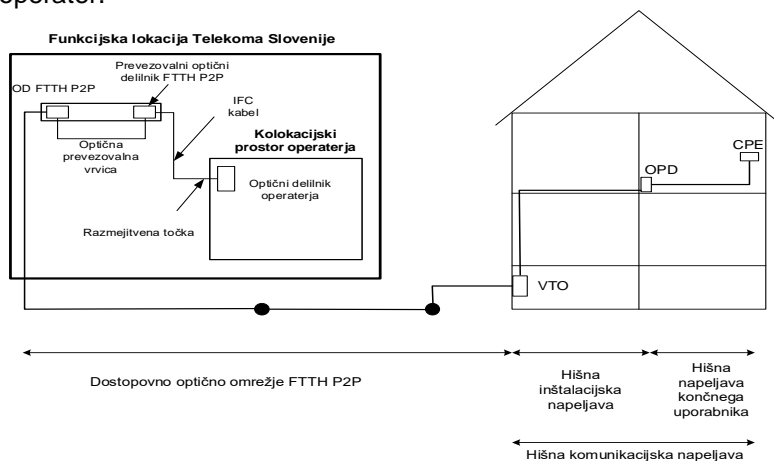 operater.
Funkcijska lokacija Telekoma Slovenije
Prevezovalni optični
delilnik FTTH P2P
OD FTTH P2P
IFC
kabel
Optična
prevezovalna
vrvica
Kolokacijski
prostor operaterja
Optični delilnik
operaterja
Razmejitvena točka
CPE
OPD
VTO
Dostopovno optično omrežje FTTH P2P
Hišna
inštalacijska
napeljava
Hišna
napeljava
končnega
uporabnika
Hišna komunikacijska napeljava